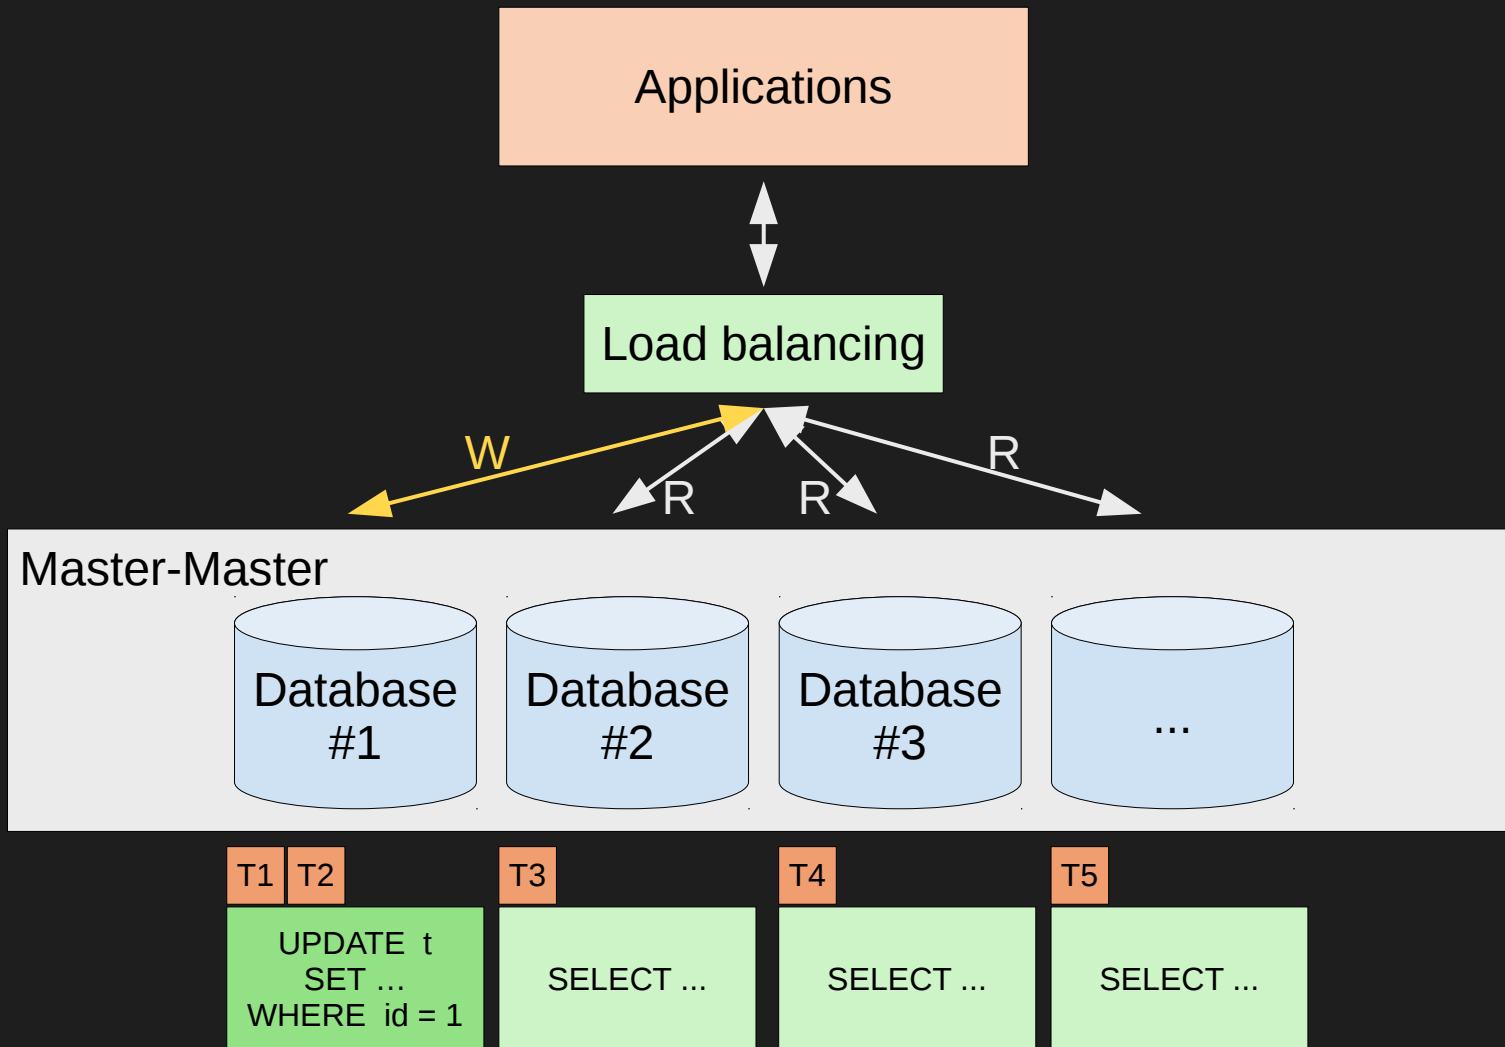 Applications
Load balancing
W
R
R
R
Master-Master
Database
#1
Database
#2
Database
#3
...
T1
T2
T3
T4
T5
UPDATE t
SET …
WHERE id = 1
SELECT ...
SELECT ...
SELECT ...